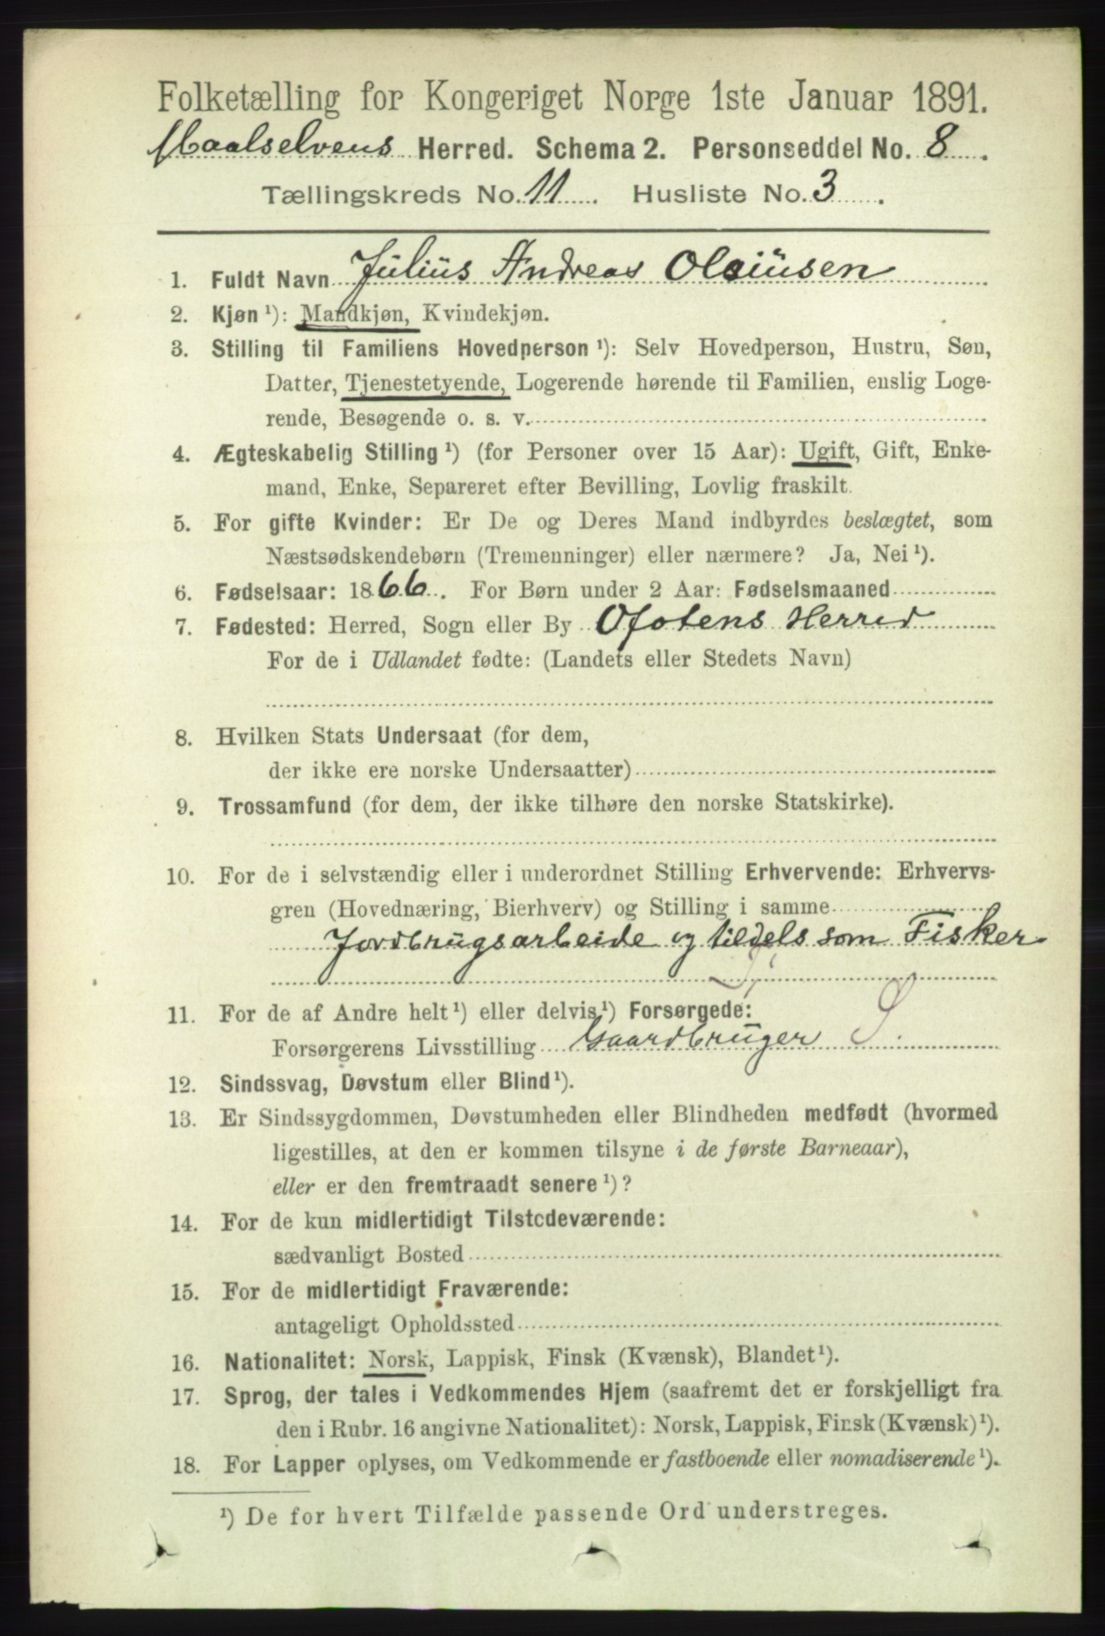 Folketælling for Kongeriget Norge 1ste Januar 1891.
Maalselvens Herred. Schema 2. Personseddel No. 8.
Tællingskreds No. 11. Husliste No. 3.
1. Fuldt Navn Julius Andreas Olaiusen
2. Kjøn ¹): Mandkjøn, Kvindekjøn.
3. Stilling til Familiens Hovedperson ¹): Selv Hovedperson, Hustru, Søn,
Datter, Tjenestetyende, Logerende hørende til Familien, enslig Loge-
rende, Besøgende o. s. v.
4. Ægteskabelig Stilling ¹) (for Personer over 15 Aar): Ugift, Gift, Enke-
mand, Enke, Separeret efter Bevilling, Lovlig fraskilt.
5. For gifte Kvinder: Er De og Deres Mand indbyrdes beslægtet, som
Næstsødskendebørn (Tremenninger) eller nærmere? Ja, Nei ¹).
6. Fødselsaar: 1866. For Børn under 2 Aar: Fødselsmaaned
7. Fødested: Herred, Sogn eller By Ofotens Herred
For de i Udlandet fødte: (Landets eller Stedets Navn)
8. Hvilken Stats Undersaat (for dem,
der ikke ere norske Undersaatter)
9. Trossamfund (for dem, der ikke tilhøre den norske Statskirke).
10. For de i selvstændig eller i underordnet Stilling Erhvervende: Erhvervs-
gren (Hovednæring, Bierhverv) og Stilling i samme
Jordbrugsarbeide og tildels som Fisker
11. For de af Andre helt ¹) eller delvis ¹) Forsørgede:
Forsørgerens Livsstilling Gaardbruger
12. Sindssvag, Døvstum eller Blind ¹).
13. Er Sindssygdommen, Døvstumheden eller Blindheden medfødt (hvormed
ligestilles, at den er kommen tilsyne i de første Barneaar),
eller er den fremtraadt senere ¹)?
14. For de kun midlertidigt Tilstedeværende:
sædvanligt Bosted
15. For de midlertidigt Fraværende:
antageligt Opholdssted
16. Nationalitet: Norsk, Lappisk, Finsk (Kvænsk), Blandet ¹).
17. Sprog, der tales i Vedkommendes Hjem (saafremt det er forskjelligt fra
den i Rubr. 16 angivne Nationalitet): Norsk, Lappisk, Finsk (Kvænsk) ¹).
18. For Lapper oplyses, om Vedkommende er fastboende eller nomadiserende ¹).
¹) De for hvert Tilfælde passende Ord understreges.